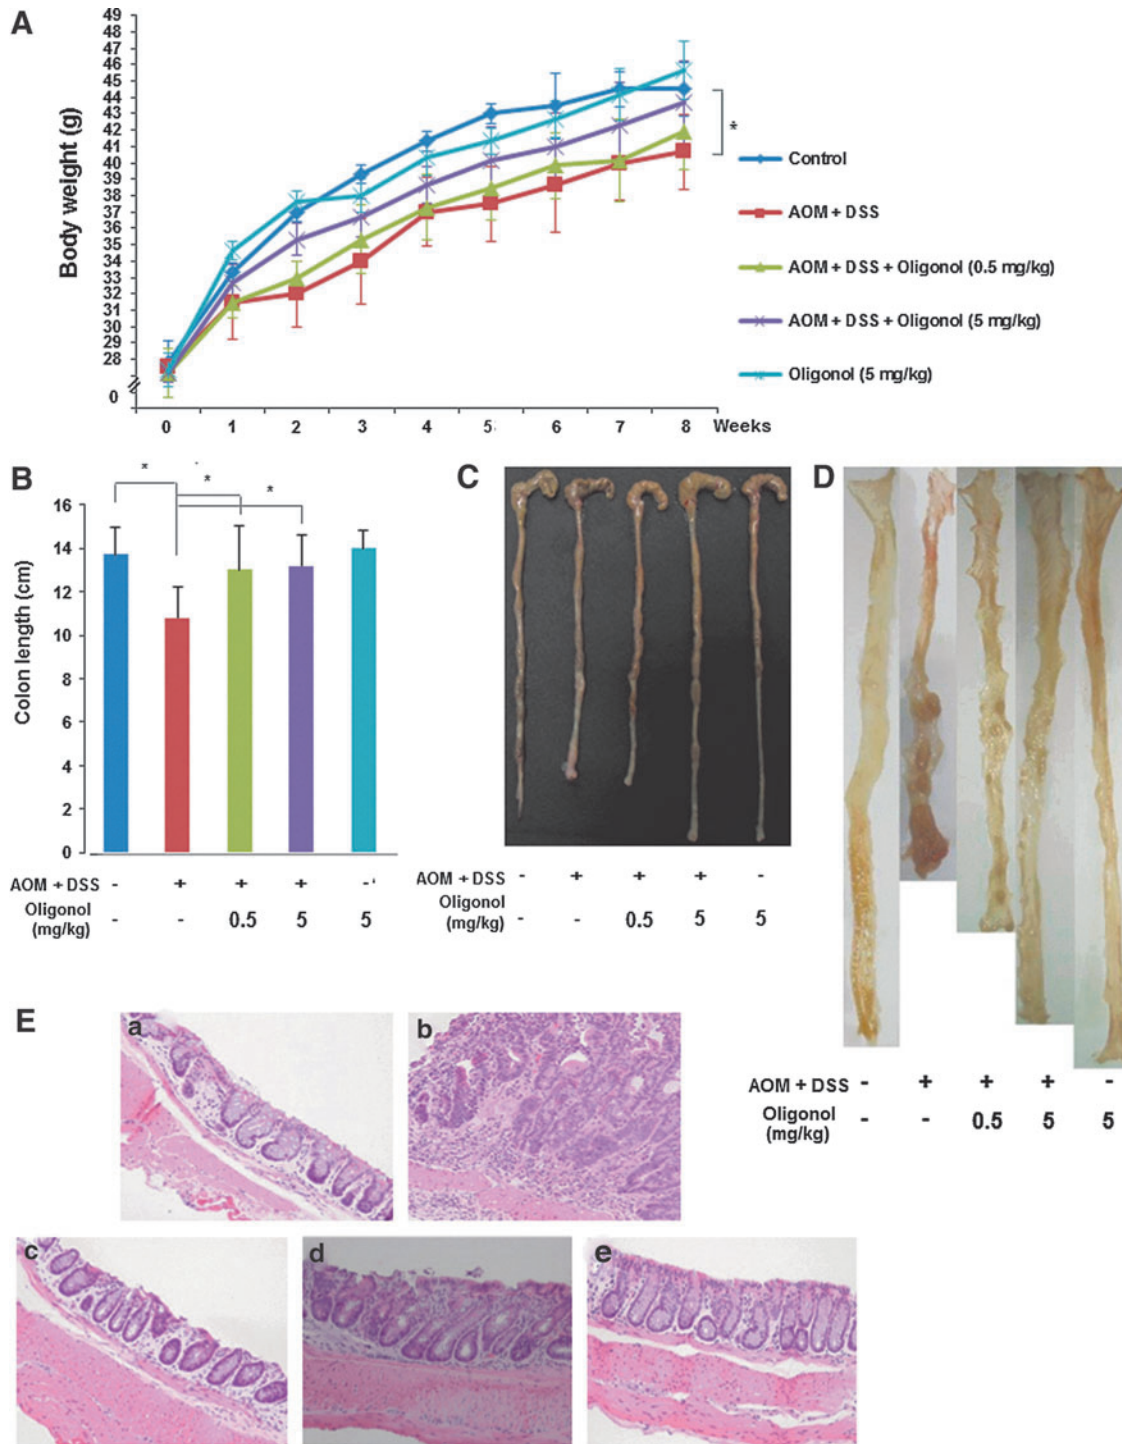 A
Body weight (g)
49
48
47
46
45
44
43
42
41
40
39
38
37
36
35
34
33
32
31
30
29
28
0
0 1 2 3 4 5 6 7 8 Weeks
*
Control
AOM + DSS
AOM + DSS + Oligonol (0.5 mg/kg)
AOM + DSS + Oligonol (5 mg/kg)
Oligonol (5 mg/kg)
B
* * *
Colon length (cm)
16
14
12
10
8
6
4
2
0
AOM + DSS - + + + -
Oligonol (mg/kg) - - 0.5 5 5
C
AOM + DSS - + + + -
Oligonol (mg/kg) - - 0.5 5 5
D
AOM + DSS - + + + -
Oligonol (mg/kg) - - 0.5 5 5
E
a b
c d e